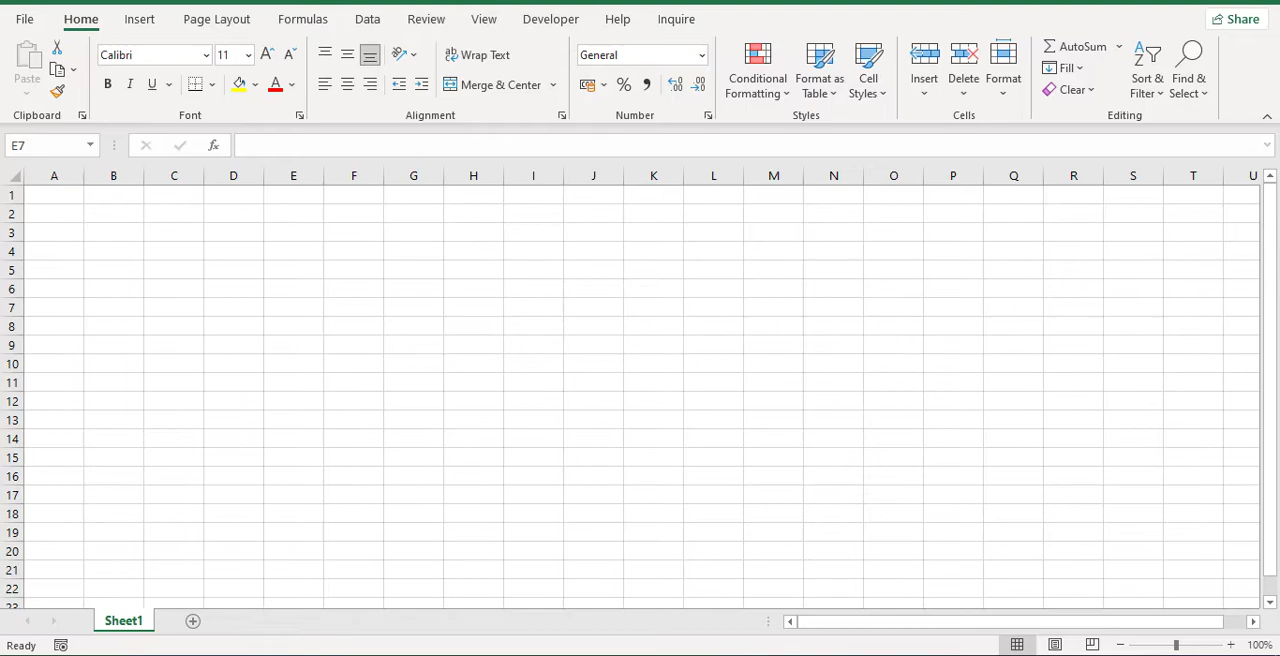 File Home Insert Page Layout Formulas Data Review View Developer Help Inquire Share
Paste Calibri 11 Wrap Text General Conditional Formatting Format as Table Cell Styles Insert Delete Format AutoSum Fill Clear Sort & Filter Find & Select
B I U A Merge & Center % ,
Clipboard Font Alignment Number Styles Cells Editing
E7 fx
A B C D E F G H I J K L M N O P Q R S T U
1
2
3
4
5
6
7
8
9
10
11
12
13
14
15
16
17
18
19
20
21
22
23
Sheet1
Ready 100%